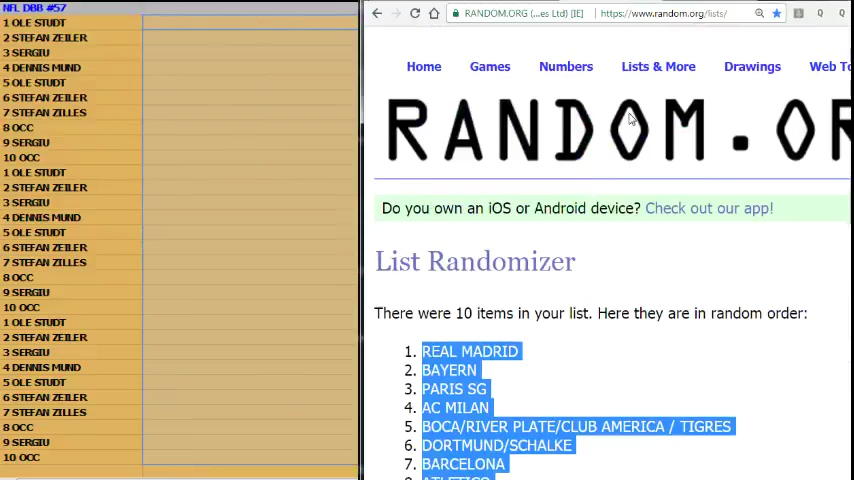 NFL DBB #57
1 OLE STUDT
2 STEFAN ZEILER
3 SERGIU
4 DENNIS MUND
5 OLE STUDT
6 STEFAN ZEILER
7 STEFAN ZILLES
8 OCC
9 SERGIU
10 OCC
1 OLE STUDT
2 STEFAN ZEILER
3 SERGIU
4 DENNIS MUND
5 OLE STUDT
6 STEFAN ZEILER
7 STEFAN ZILLES
8 OCC
9 SERGIU
10 OCC
1 OLE STUDT
2 STEFAN ZEILER
3 SERGIU
4 DENNIS MUND
5 OLE STUDT
6 STEFAN ZEILER
7 STEFAN ZILLES
8 OCC
9 SERGIU
10 OCC
RANDOM.ORG (...es Ltd) [IE] https://www.random.org/lists/
Home Games Numbers Lists & More Drawings Web To
RANDOM.OR
Do you own an iOS or Android device? Check out our app!
List Randomizer
There were 10 items in your list. Here they are in random order:
1. REAL MADRID
2. BAYERN
3. PARIS SG
4. AC MILAN
5. BOCA/RIVER PLATE/CLUB AMERICA / TIGRES
6. DORTMUND/SCHALKE
7. BARCELONA
8. ATLETICO